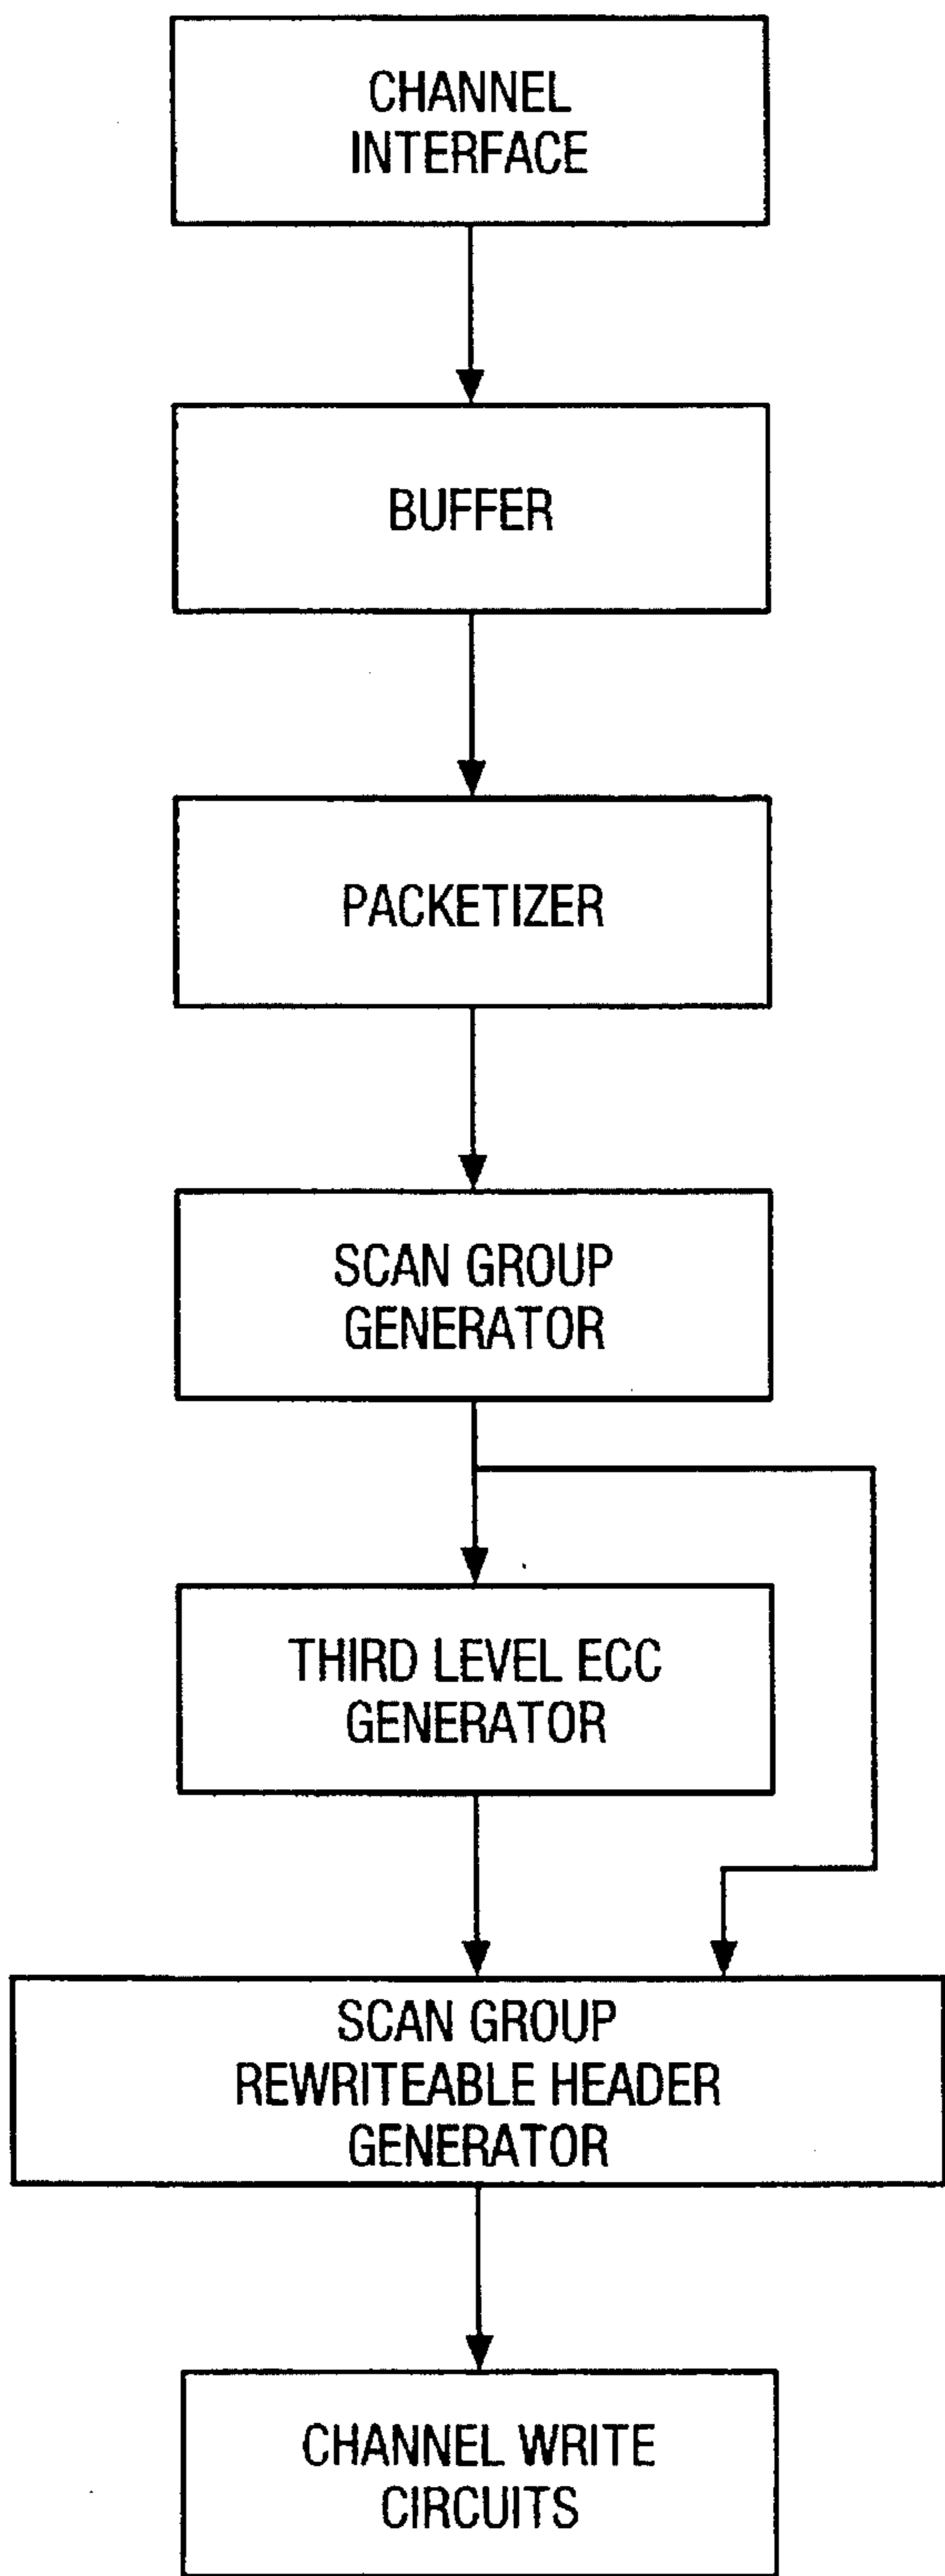 CHANNEL
INTERFACE
BUFFER
PACKETIZER
SCAN GROUP
GENERATOR
THIRD LEVEL ECC
GENERATOR
SCAN GROUP
REWRITEABLE HEADER
GENERATOR
CHANNEL WRITE
CIRCUITS